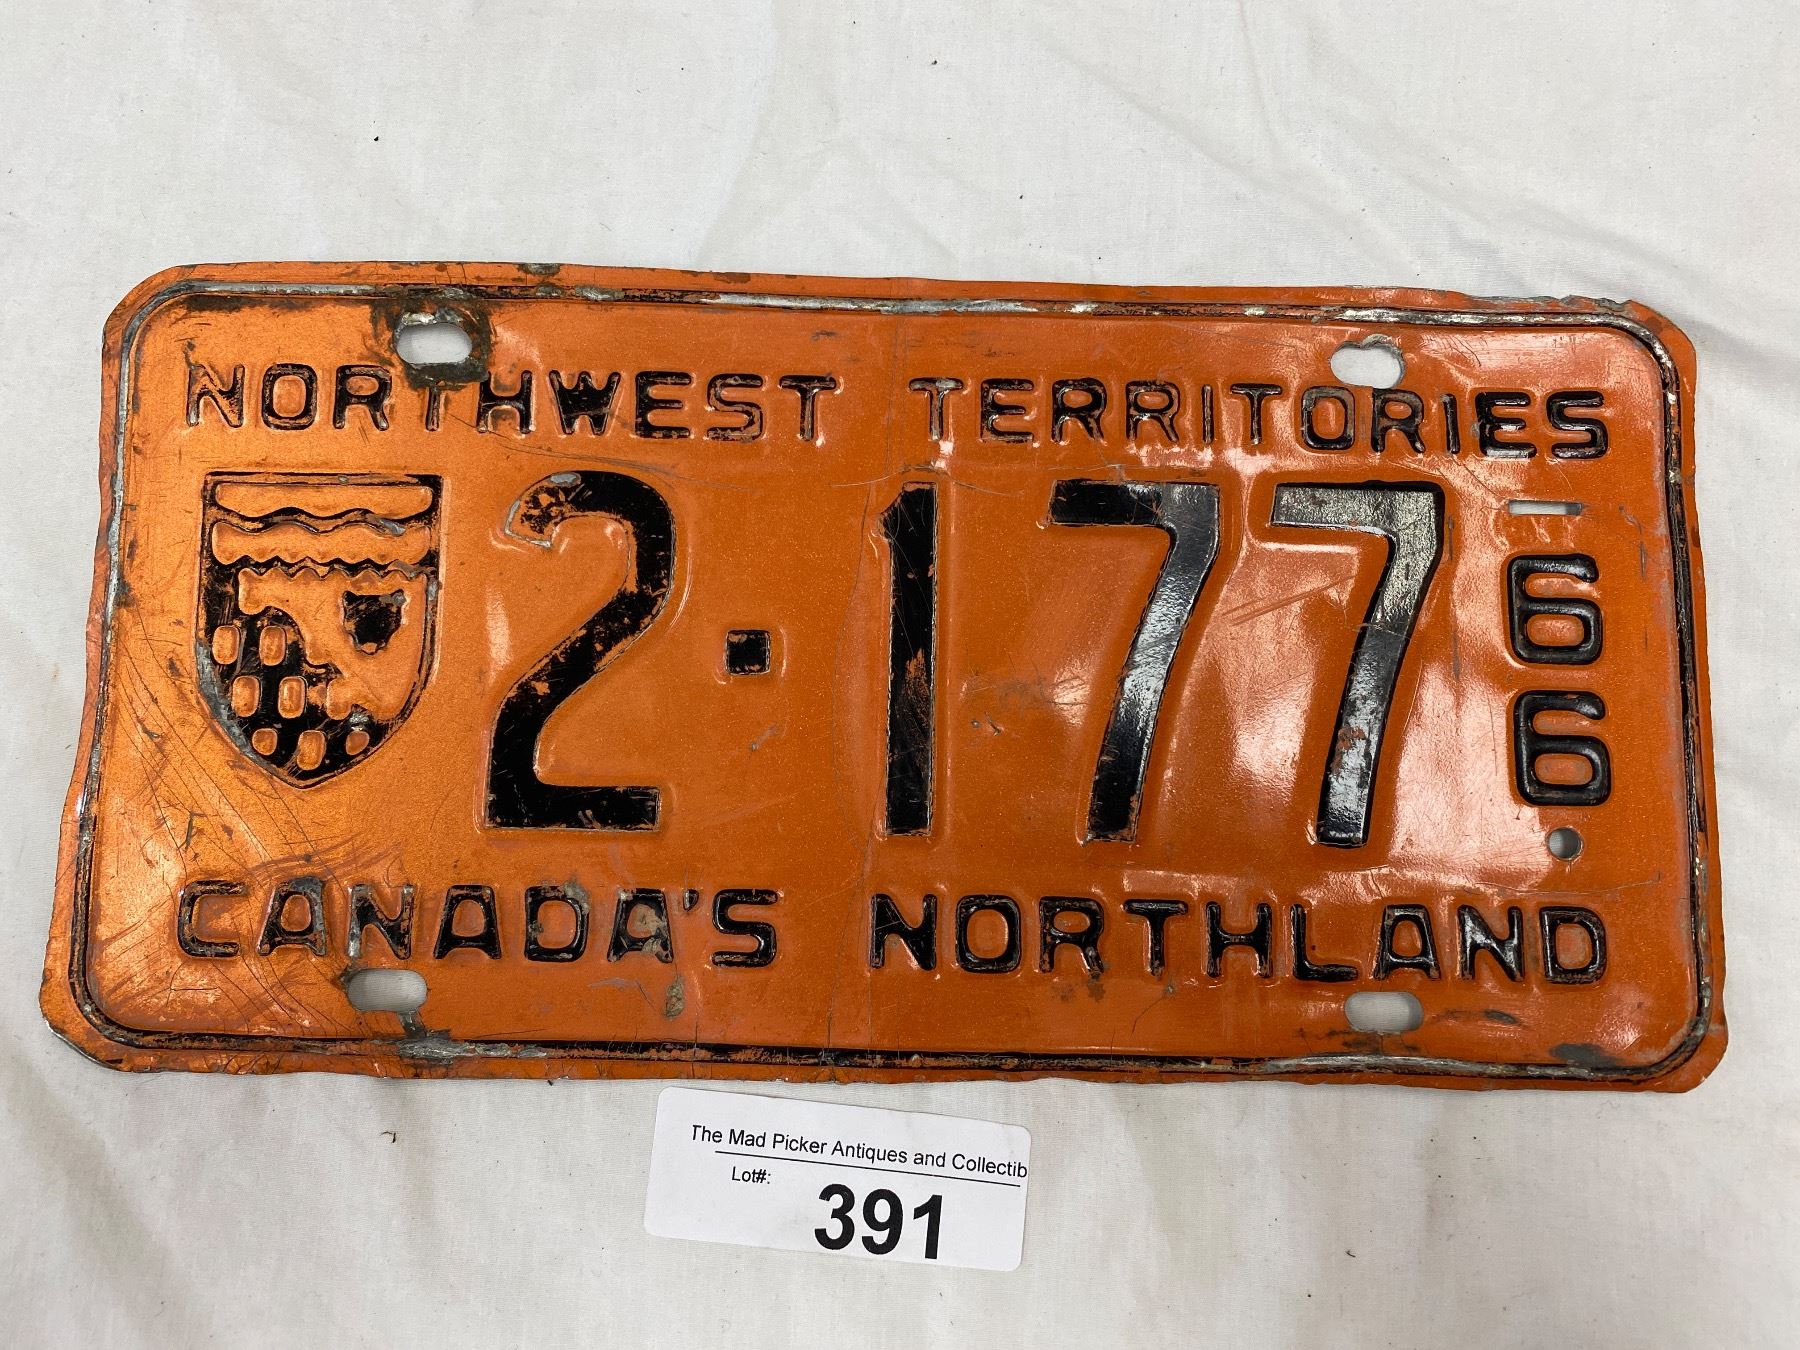 NORTHWEST TERRITORIES
2·177
66
CANADA'S NORTHLAND
The Mad Picker Antiques and Collectib
Lot#:
391